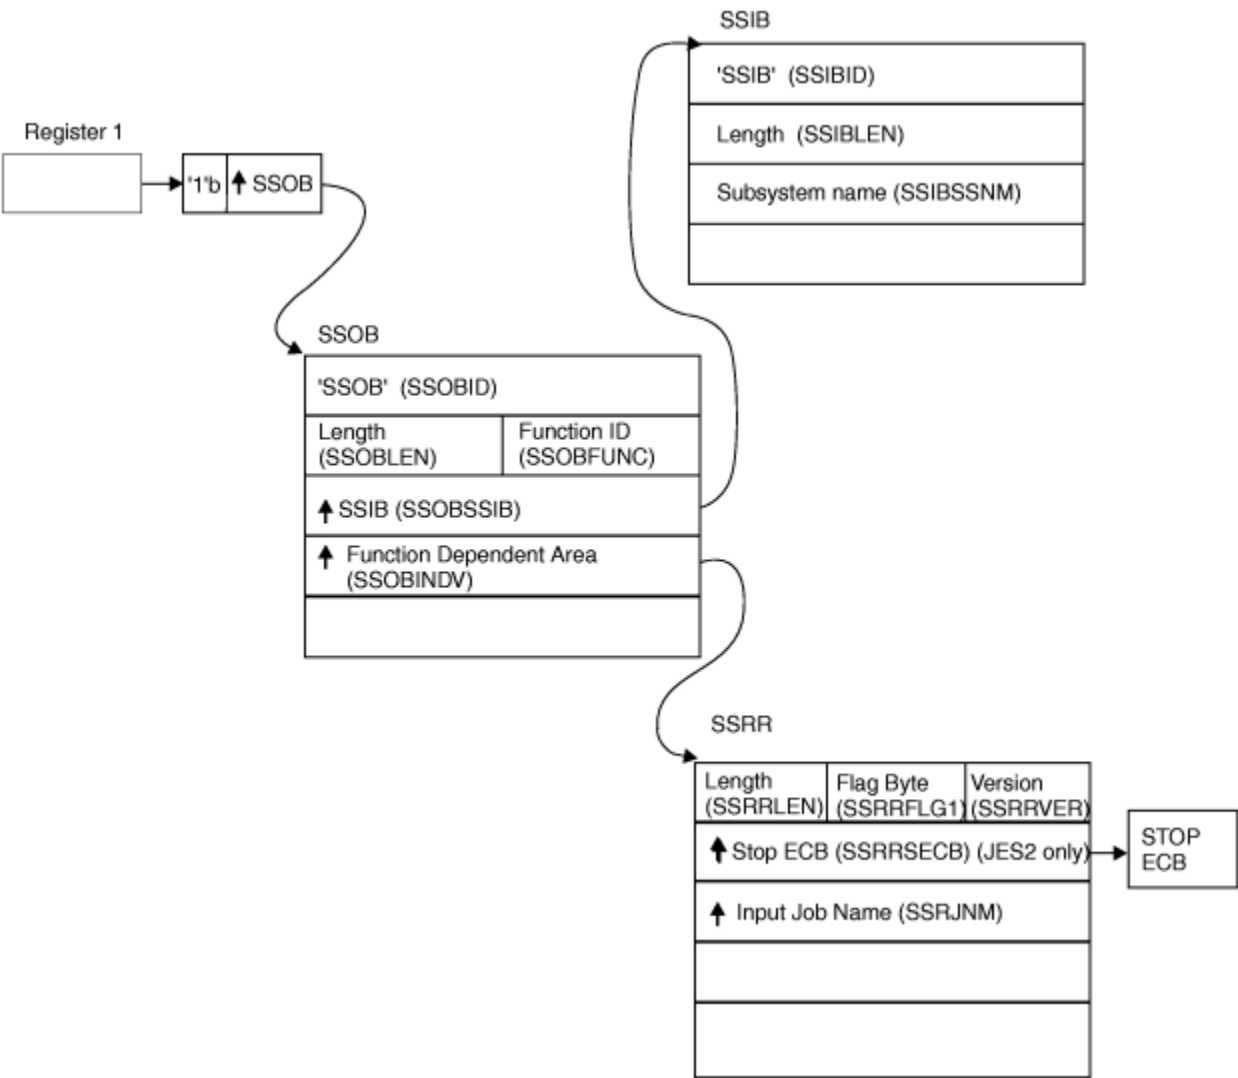 SSIB
'SSIB' (SSIBID)
Length (SSIBLEN)
Subsystem name (SSIBSSNM)
Register 1
'1'b
SSOB
SSOB
'SSOB' (SSOBID)
Length
(SSOBLEN)
Function ID
(SSOBFUNC)
SSIB (SSOBSSIB)
Function Dependent Area
(SSOBINDV)
SSRR
Length
(SSRRLEN)
Flag Byte
(SSRRFLG1)
Version
(SSRRVER)
Stop ECB (SSRRSECB) (JES2 only)
STOP
ECB
Input Job Name (SSRJNM)